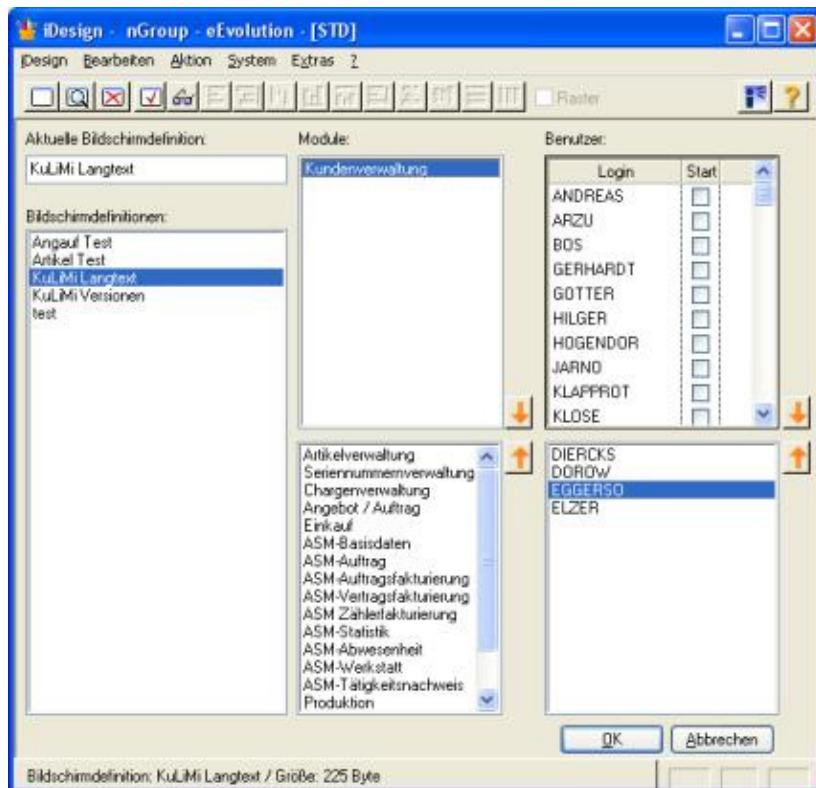 iDesign - nGroup - eEvolution - [STD]
iDesign Bearbeiten Aktion System Extras ?
Raster
Aktuelle Bildschirmdefinition:
KuLiMi Langtext
Bildschirmdefinitionen:
Angauf Test
Artikel Test
KuLiMi Langtext
KuLiMi Versionen
test
Module:
Kundenverwaltung
Artikelverwaltung
Seriennummernverwaltung
Chargenverwaltung
Angebot / Auftrag
Einkauf
ASM-Basisdaten
ASM-Auftrag
ASM-Auftragsfakturierung
ASM-Vertragsfakturierung
ASM Zählerfakturierung
ASM-Statistik
ASM-Abwesenheit
ASM-Werkstatt
ASM-Tätigkeitsnachweis
Produktion
Benutzer:
Login Start
ANDREAS
ARZU
BOS
GERHARDT
GOTTER
HILGER
HOGENDOR
JARNO
KLAPPROT
KLOSE
DIERCKS
DOROW
EGGERSO
ELZER
OK Abbrechen
Bildschirmdefinition: KuLiMi Langtext / Größe: 225 Byte